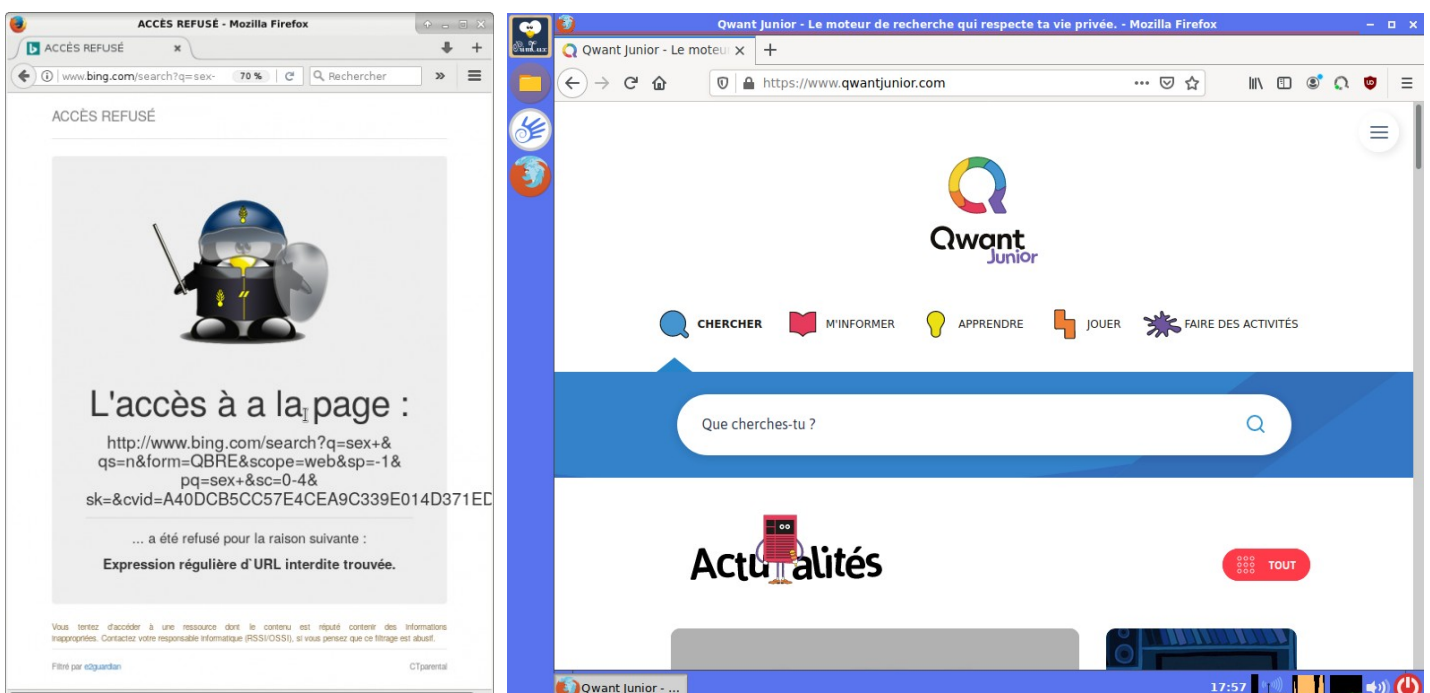 ACCÈS REFUSÉ - Mozilla Firefox
ACCÈS REFUSÉ
www.bing.com/search?q=sex-
70 %
Rechercher
ACCÈS REFUSÉ
L'accès à a la page :
http://www.bing.com/search?q=sex+&
qs=n&form=QBRE&scope=web&sp=-1&
pq=sex+&sc=0-4&
sk=&cvid=A40DCB5CC57E4CEA9C339E014D371ED
... a été refusé pour la raison suivante :
Expression régulière d`URL interdite trouvée.
Vous tentez d'accéder à une ressource dont le contenu est réputé contenir des informations
inappropriées. Contactez votre responsable informatique (RSSI/OSSI), si vous pensez que ce filtrage est abusif.
Filtré par e2guardian
CTparental
Qwant Junior - Le moteur de recherche qui respecte ta vie privée. - Mozilla Firefox
Qwant Junior - Le moteu
https://www.qwantjunior.com
Qwant
Junior
CHERCHER
M'INFORMER
APPRENDRE
JOUER
FAIRE DES ACTIVITÉS
Que cherches-tu ?
Actualités
TOUT
Qwant Junior - ...
17:57